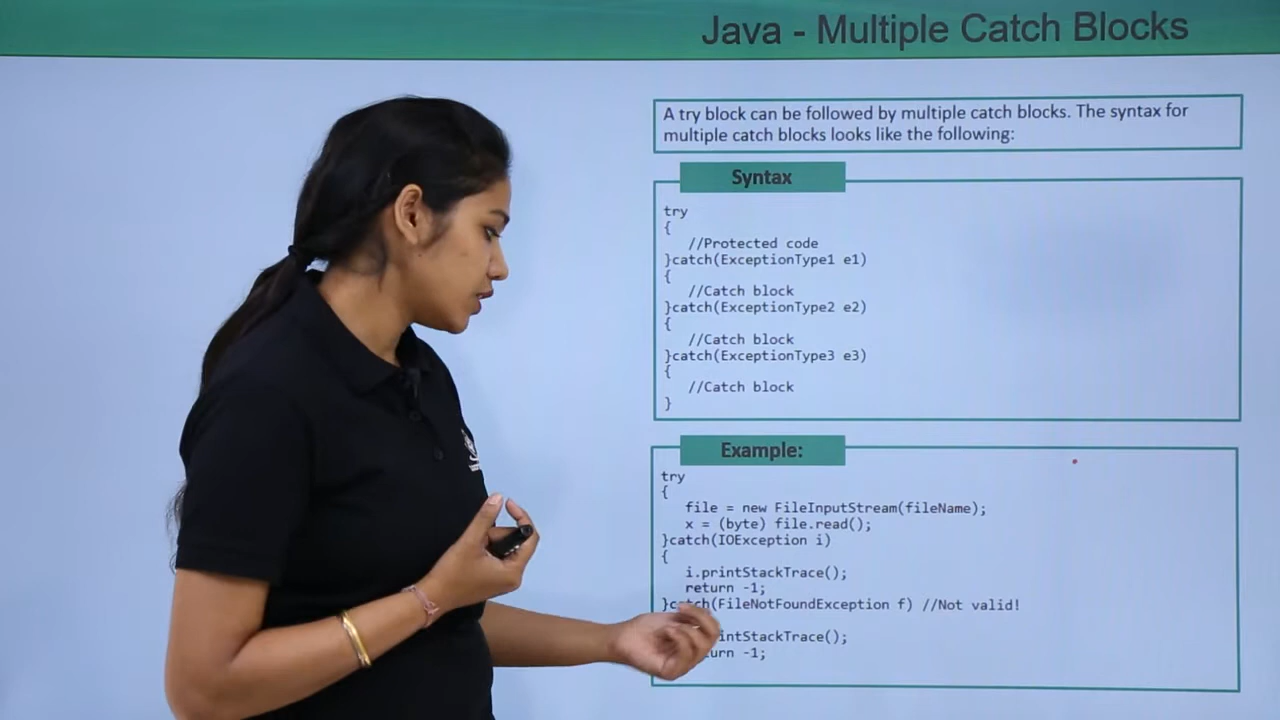 Java - Multiple Catch Blocks
A try block can be followed by multiple catch blocks. The syntax for
multiple catch blocks looks like the following:
Syntax
try
{
//Protected code
}catch(ExceptionType1 e1)
{
//Catch block
}catch(ExceptionType2 e2)
{
//Catch block
}catch(ExceptionType3 e3)
{
//Catch block
}
Example:
try
{
file = new FileInputStream(fileName);
x = (byte) file.read();
}catch(IOException i)
{
i.printStackTrace();
return -1;
}catch(FileNotFoundException f) //Not valid!
intStackTrace();
urn -1;